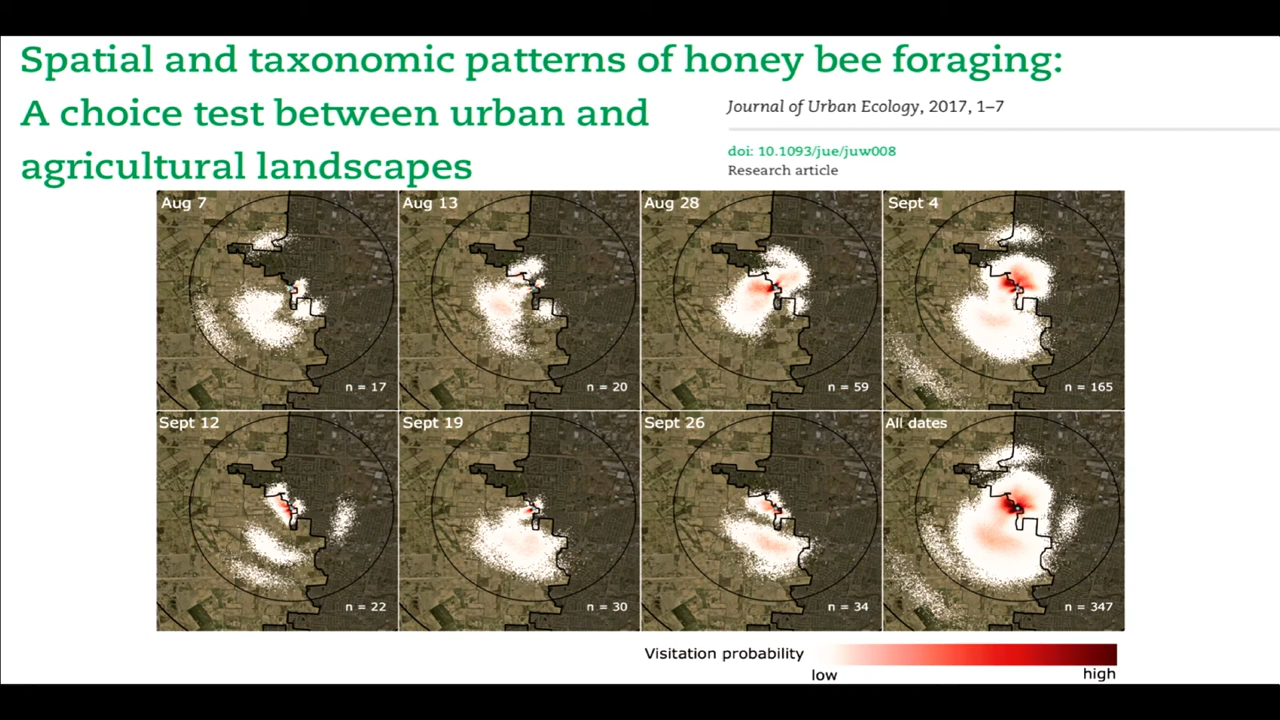 Spatial and taxonomic patterns of honey bee foraging:
A choice test between urban and
agricultural landscapes
Journal of Urban Ecology, 2017, 1–7
doi: 10.1093/jue/juw008
Research article
Aug 7
n = 17
Aug 13
n = 20
Aug 28
n = 59
Sept 4
n = 165
Sept 12
n = 22
Sept 19
n = 30
Sept 26
n = 34
All dates
n = 347
Visitation probability
low
high